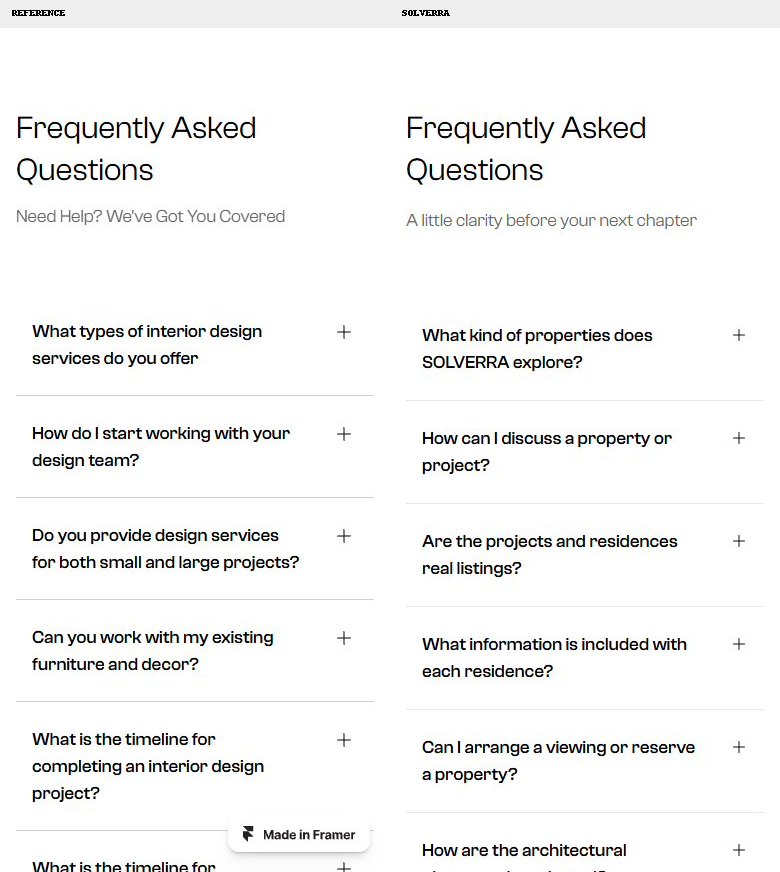 REFERENCE
Frequently Asked
Questions
Need Help? We've Got You Covered
What types of interior design
services do you offer
How do I start working with your
design team?
Do you provide design services
for both small and large projects?
Can you work with my existing
furniture and decor?
What is the timeline for
completing an interior design
project?
Made in Framer
What is the timeline for
SOLVERRA
Frequently Asked
Questions
A little clarity before your next chapter
What kind of properties does
SOLVERRA explore?
How can I discuss a property or
project?
Are the projects and residences
real listings?
What information is included with
each residence?
Can I arrange a viewing or reserve
a property?
How are the architectural